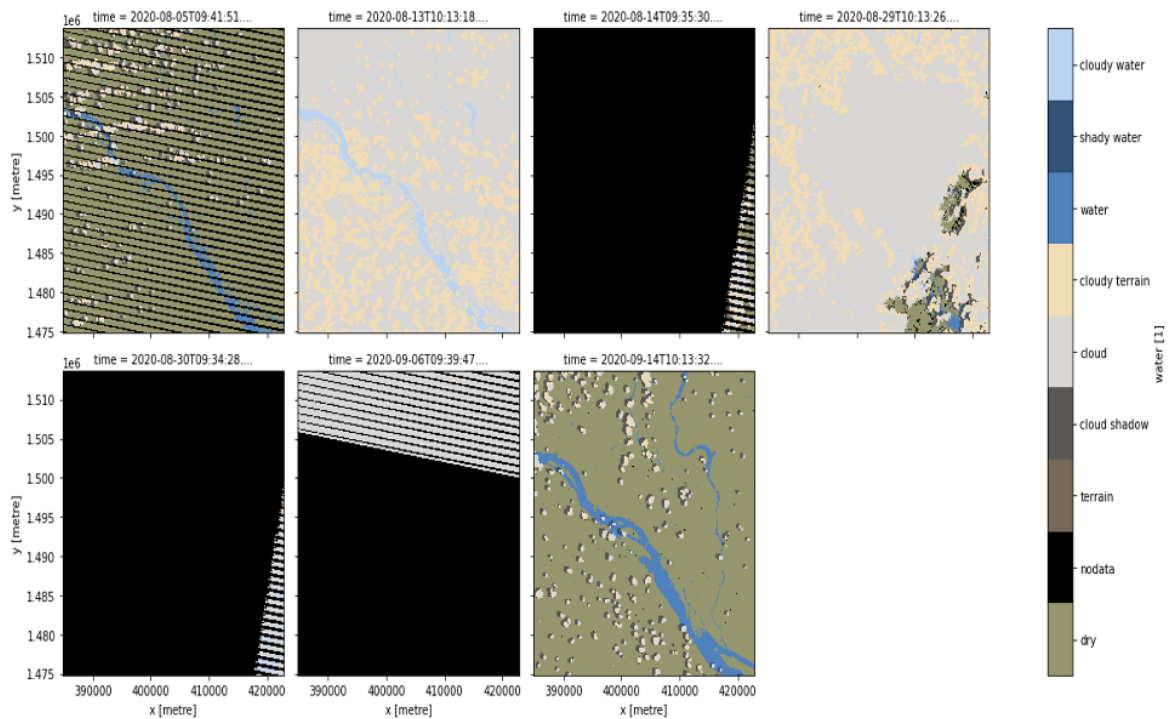 time = 2020-08-05T09:41:51.... time = 2020-08-13T10:13:18.... time = 2020-08-14T09:35:30.... time = 2020-08-29T10:13:26....
1e6
1.510
1.505
1.500
1.495
1.490
1.485
1.480
1.475
y [metre]
time = 2020-08-30T09:34:28.... time = 2020-09-06T09:39:47.... time = 2020-09-14T10:13:32....
1e6
1.510
1.505
1.500
1.495
1.490
1.485
1.480
1.475
y [metre]
390000 400000 410000 420000 390000 400000 410000 420000 390000 400000 410000 420000
x [metre] x [metre] x [metre]
cloudy water
shady water
water
cloudy terrain
cloud
cloud shadow
terrain
nodata
dry
water [1]